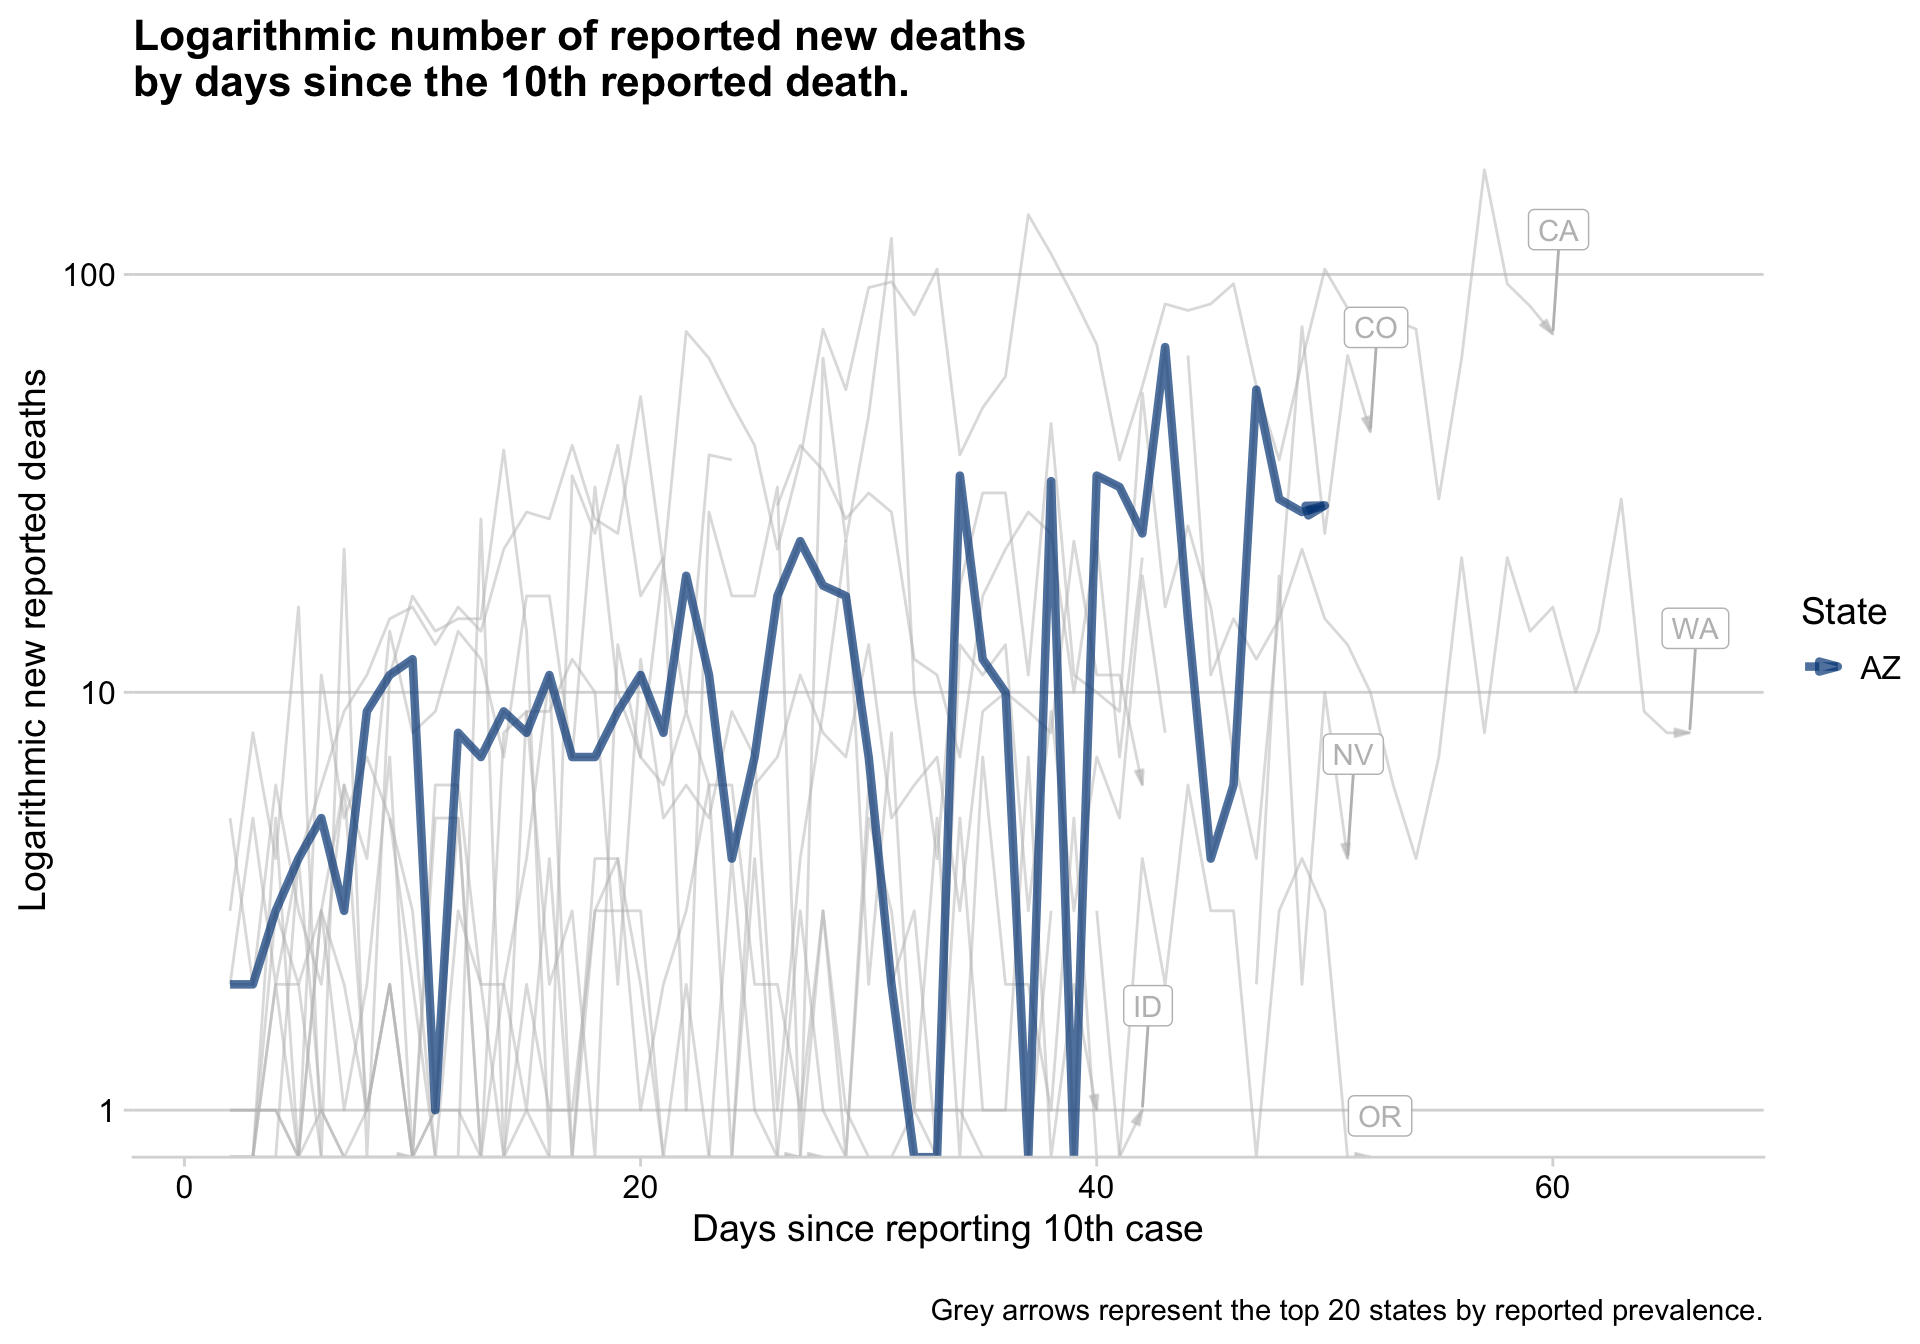 Logarithmic number of reported new deaths
by days since the 10th reported death.
Logarithmic new reported deaths
100
10
1
CA
CO
WA
NV
ID
OR
State
AZ
0 20 40 60
Days since reporting 10th case
Grey arrows represent the top 20 states by reported prevalence.